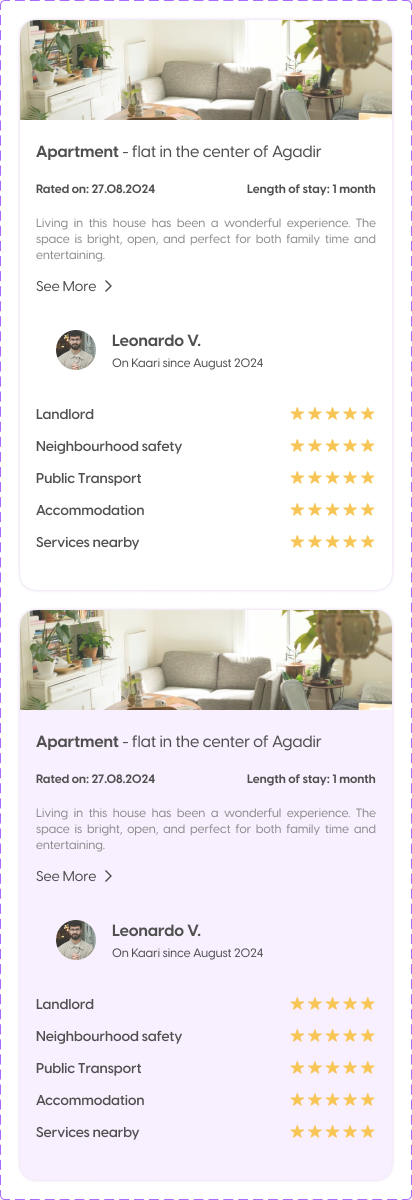 Apartment - flat in the center of Agadir
Rated on: 27.08.2024 Length of stay: 1 month
Living in this house has been a wonderful experience. The
space is bright, open, and perfect for both family time and
entertaining.
See More
Leonardo V.
On Kaari since August 2024
Landlord
Neighbourhood safety
Public Transport
Accommodation
Services nearby
Apartment - flat in the center of Agadir
Rated on: 27.08.2024 Length of stay: 1 month
Living in this house has been a wonderful experience. The
space is bright, open, and perfect for both family time and
entertaining.
See More
Leonardo V.
On Kaari since August 2024
Landlord
Neighbourhood safety
Public Transport
Accommodation
Services nearby